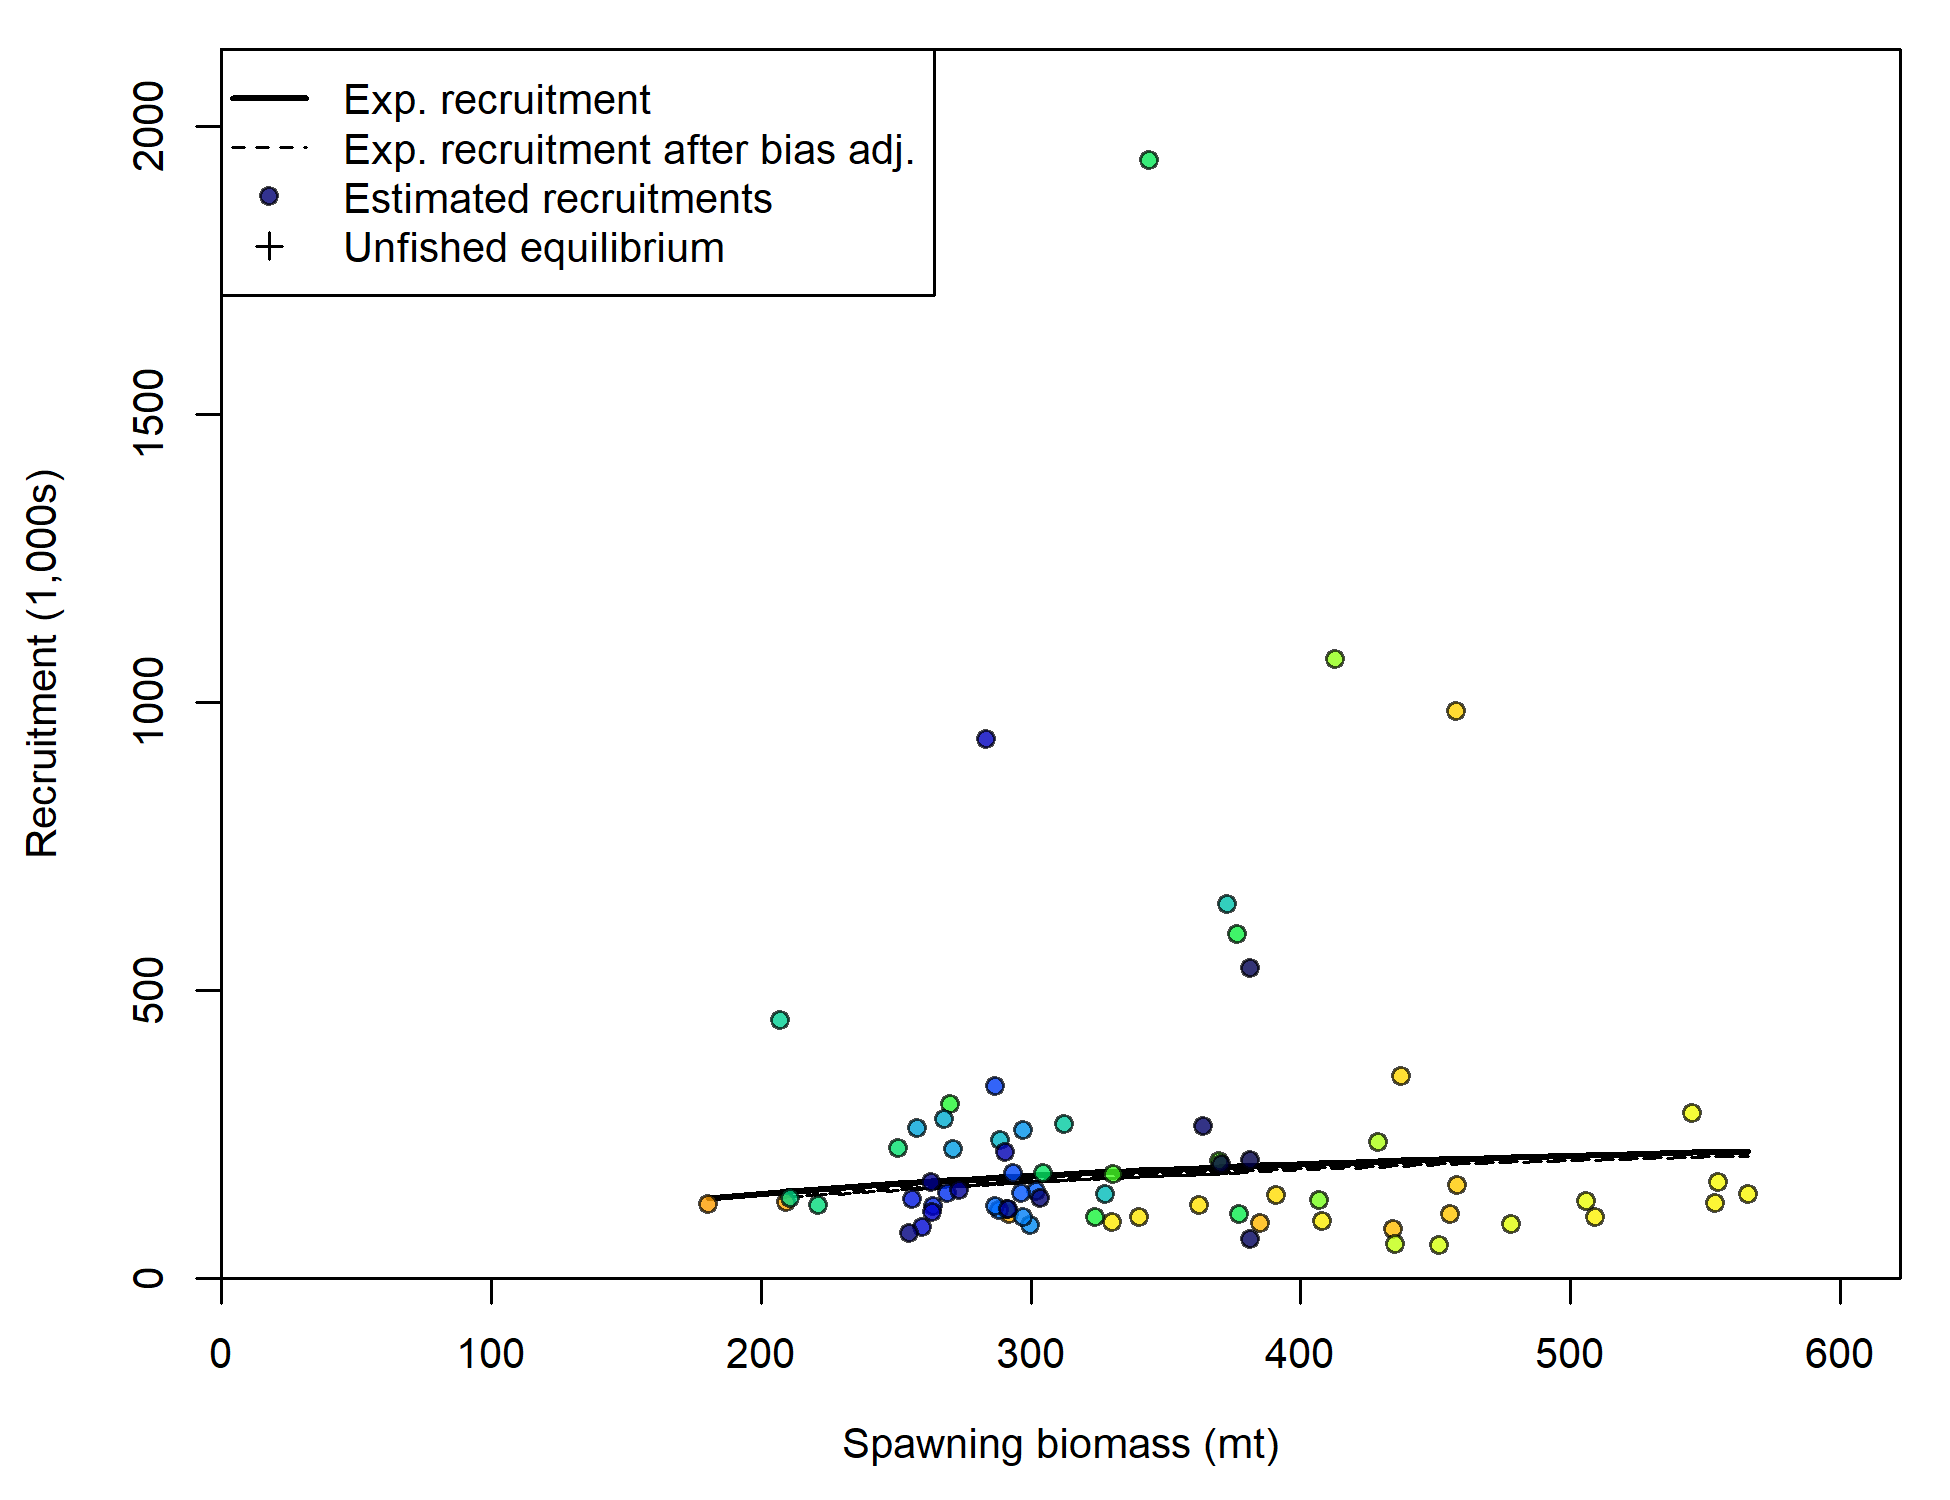 Exp. recruitment
Exp. recruitment after bias adj.
Estimated recruitments
Unfished equilibrium
2000
1500
1000
500
0
Recruitment (1,000s)
0 100 200 300 400 500 600
Spawning biomass (mt)